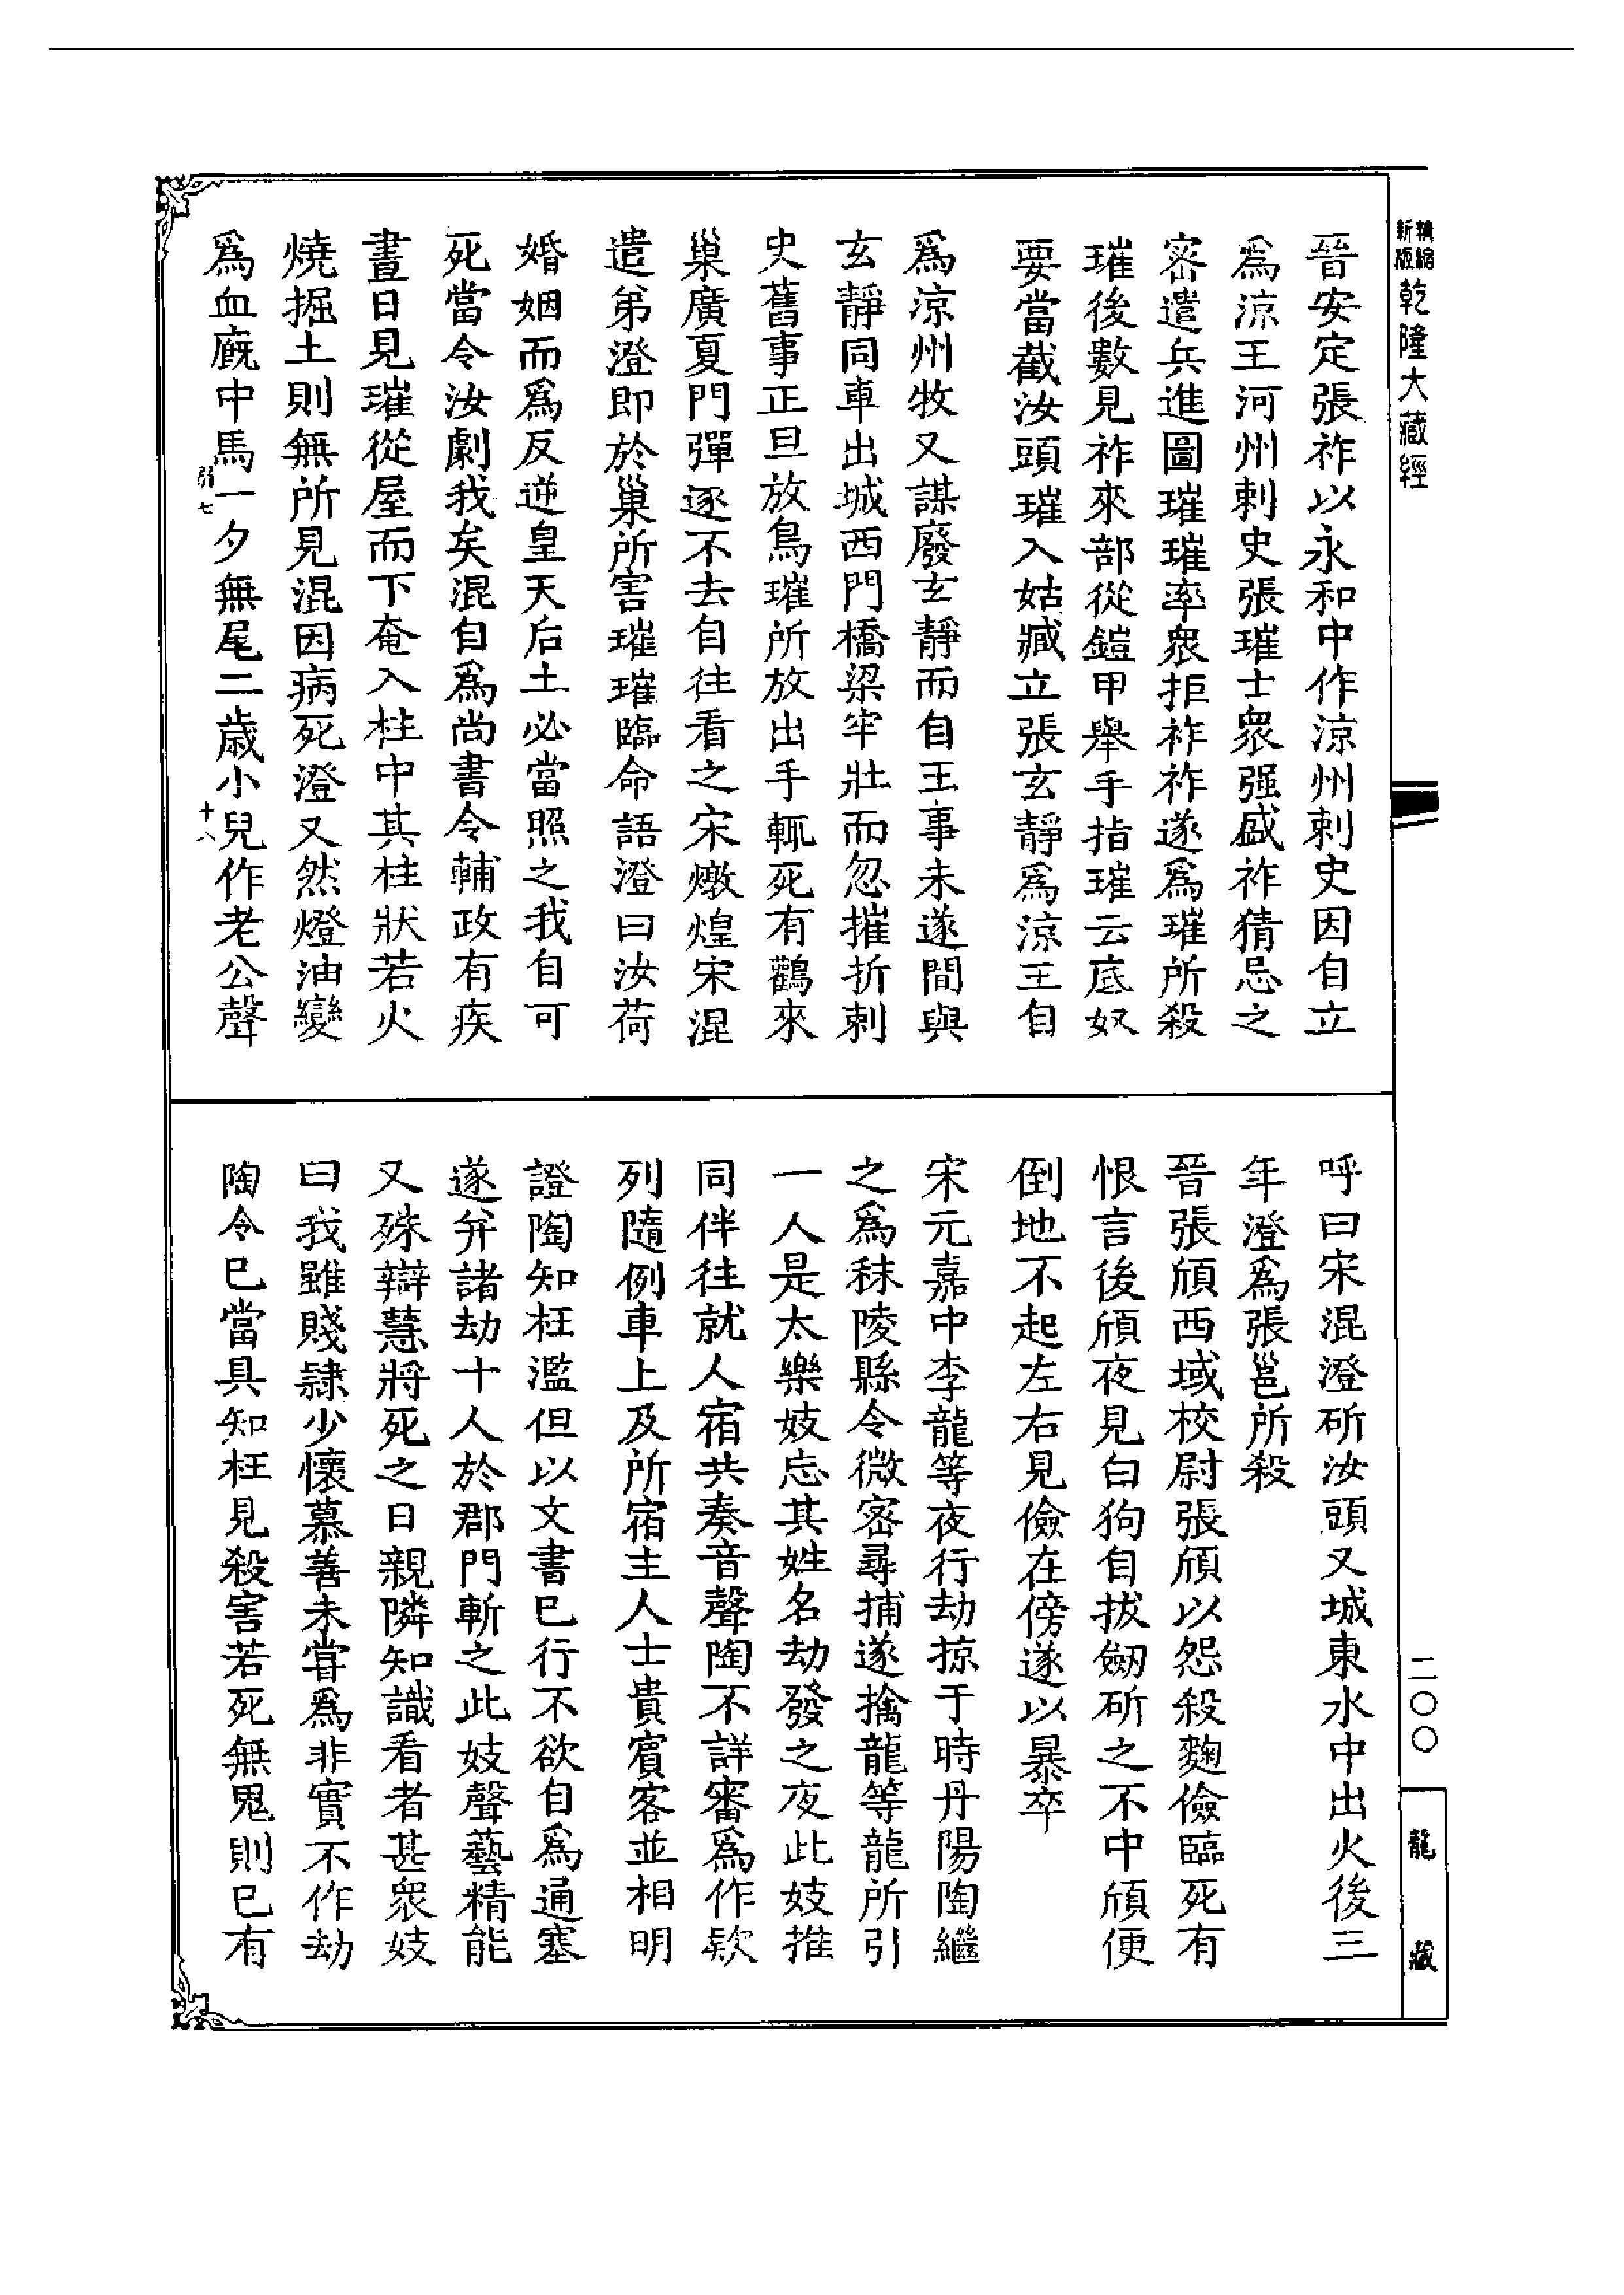 精縮
新版
乾隆大藏經
晉安定張祚以永和中作涼州刺史因自立
爲涼王河州刺史張璀士衆强盛祚猜忌之
密遣兵進圖璀璀率衆拒祚祚遂爲璀所殺
璀後數見祚來部從鎧甲舉手指璀云底奴
要當截汝頭璀入姑臧立張玄靜爲涼王自
爲涼州牧又謀廢玄靜而自王事未遂間與
玄靜同車出城西門橋梁牢壯而忽摧折刺
史舊事正旦放鳥璀所放出手輒死有鸛來
巢廣夏門彈逐不去自往看之宋燉煌宋混
遣弟澄即於巢所害璀璀臨命語澄曰汝荷
婚姻而爲反逆皇天后土必當照之我自可
死當令汝劇我矣混自爲尚書令輔政有疾
晝日見璀從屋而下奄入柱中其柱狀若火
燒掘土則無所見混因病死澄又然燈油變
爲血廐中馬一夕無尾二歲小兒作老公聲
弱七
十八
呼曰宋混澄斫汝頭又城東水中出火後三
年澄爲張邕所殺
晉張頎西域校尉張頎以怨殺麴儉臨死有
恨言後頎夜見白狗自拔劒斫之不中頎便
倒地不起左右見儉在傍遂以暴卒
宋元嘉中李龍等夜行劫掠于時丹陽陶繼
之爲秣陵縣令微密尋捕遂擒龍等龍所引
一人是太樂妓忘其姓名劫發之夜此妓推
同伴往就人宿共奏音聲陶不詳審爲作欵
列隨例車上及所宿主人士貴賓客並相明
證陶知枉濫但以文書巳行不欲自爲通塞
遂并諸劫十人於郡門斬之此妓聲藝精能
又殊辯慧將死之日親隣知識看者甚衆妓
曰我雖賤隷少懷慕善未甞爲非實不作劫
陶令巳當具知枉見殺害若死無鬼則巳有
二〇〇
龍藏